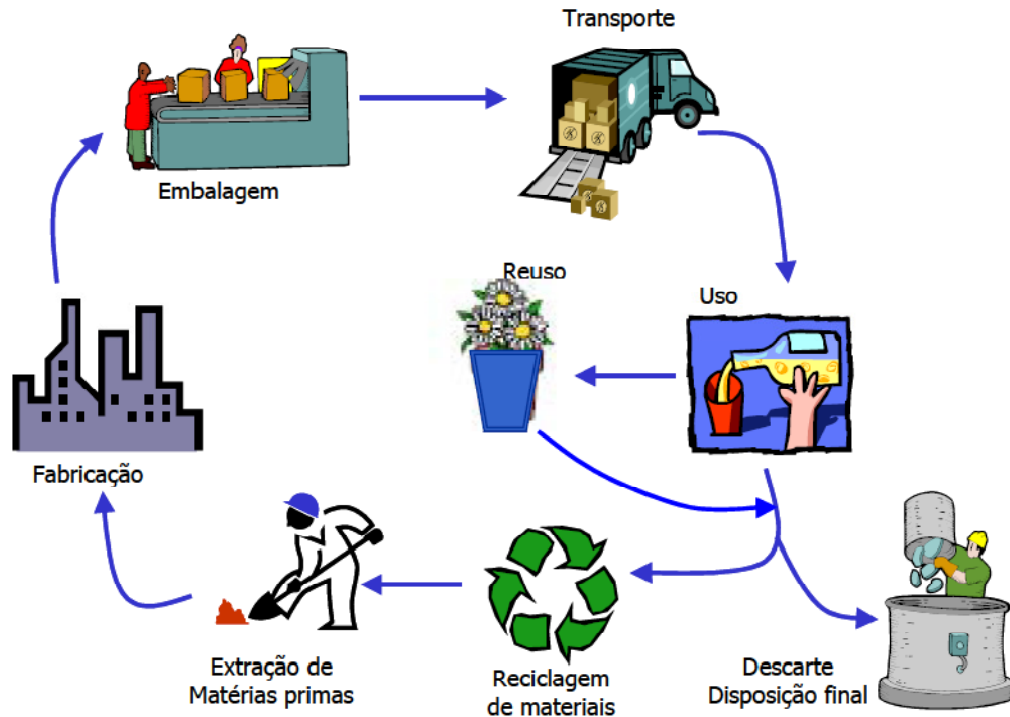 Transporte
Embalagem
Reuso
Uso
Fabricação
Extração de
Matérias primas
Reciclagem
de materiais
Descarte
Disposição final